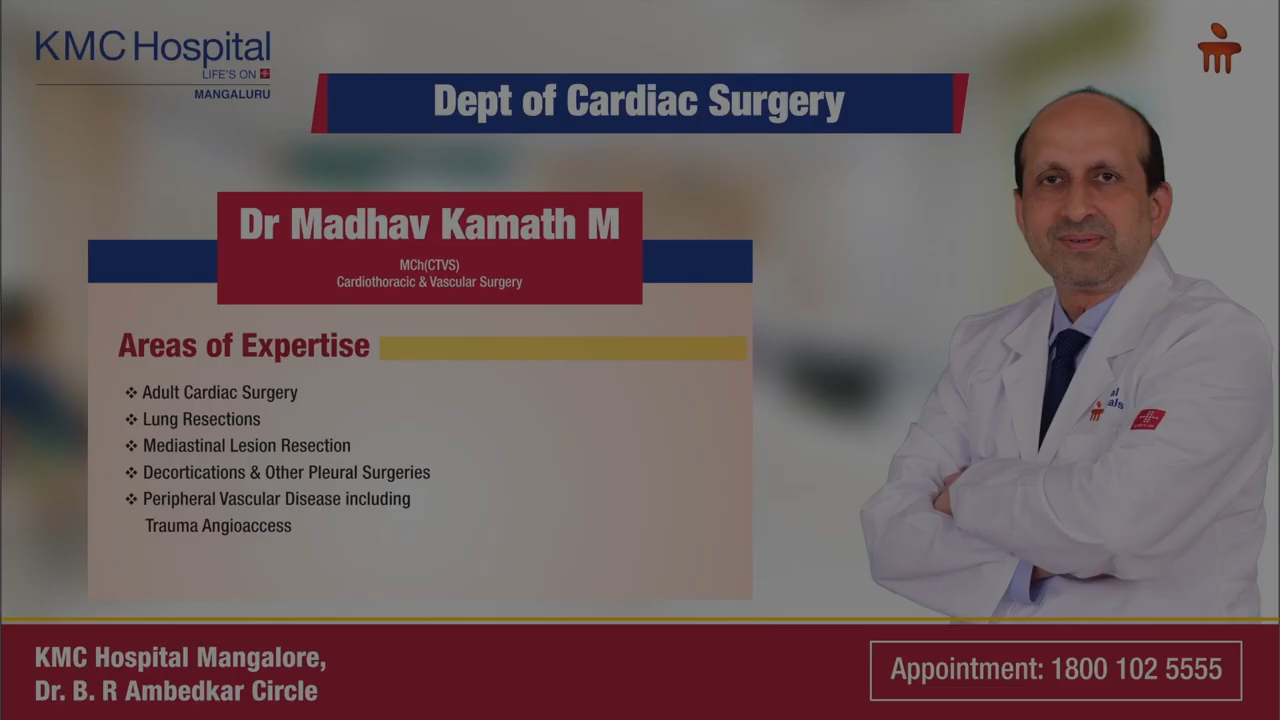 KMC Hospital
LIFE'S ON
MANGALURU
Dept of Cardiac Surgery
Dr Madhav Kamath M
MCh(CTVS)
Cardiothoracic & Vascular Surgery
Areas of Expertise
❖ Adult Cardiac Surgery
❖ Lung Resections
❖ Mediastinal Lesion Resection
❖ Decortications & Other Pleural Surgeries
❖ Peripheral Vascular Disease including
Trauma Angioaccess
KMC Hospital Mangalore,
Dr. B. R Ambedkar Circle
Appointment: 1800 102 5555